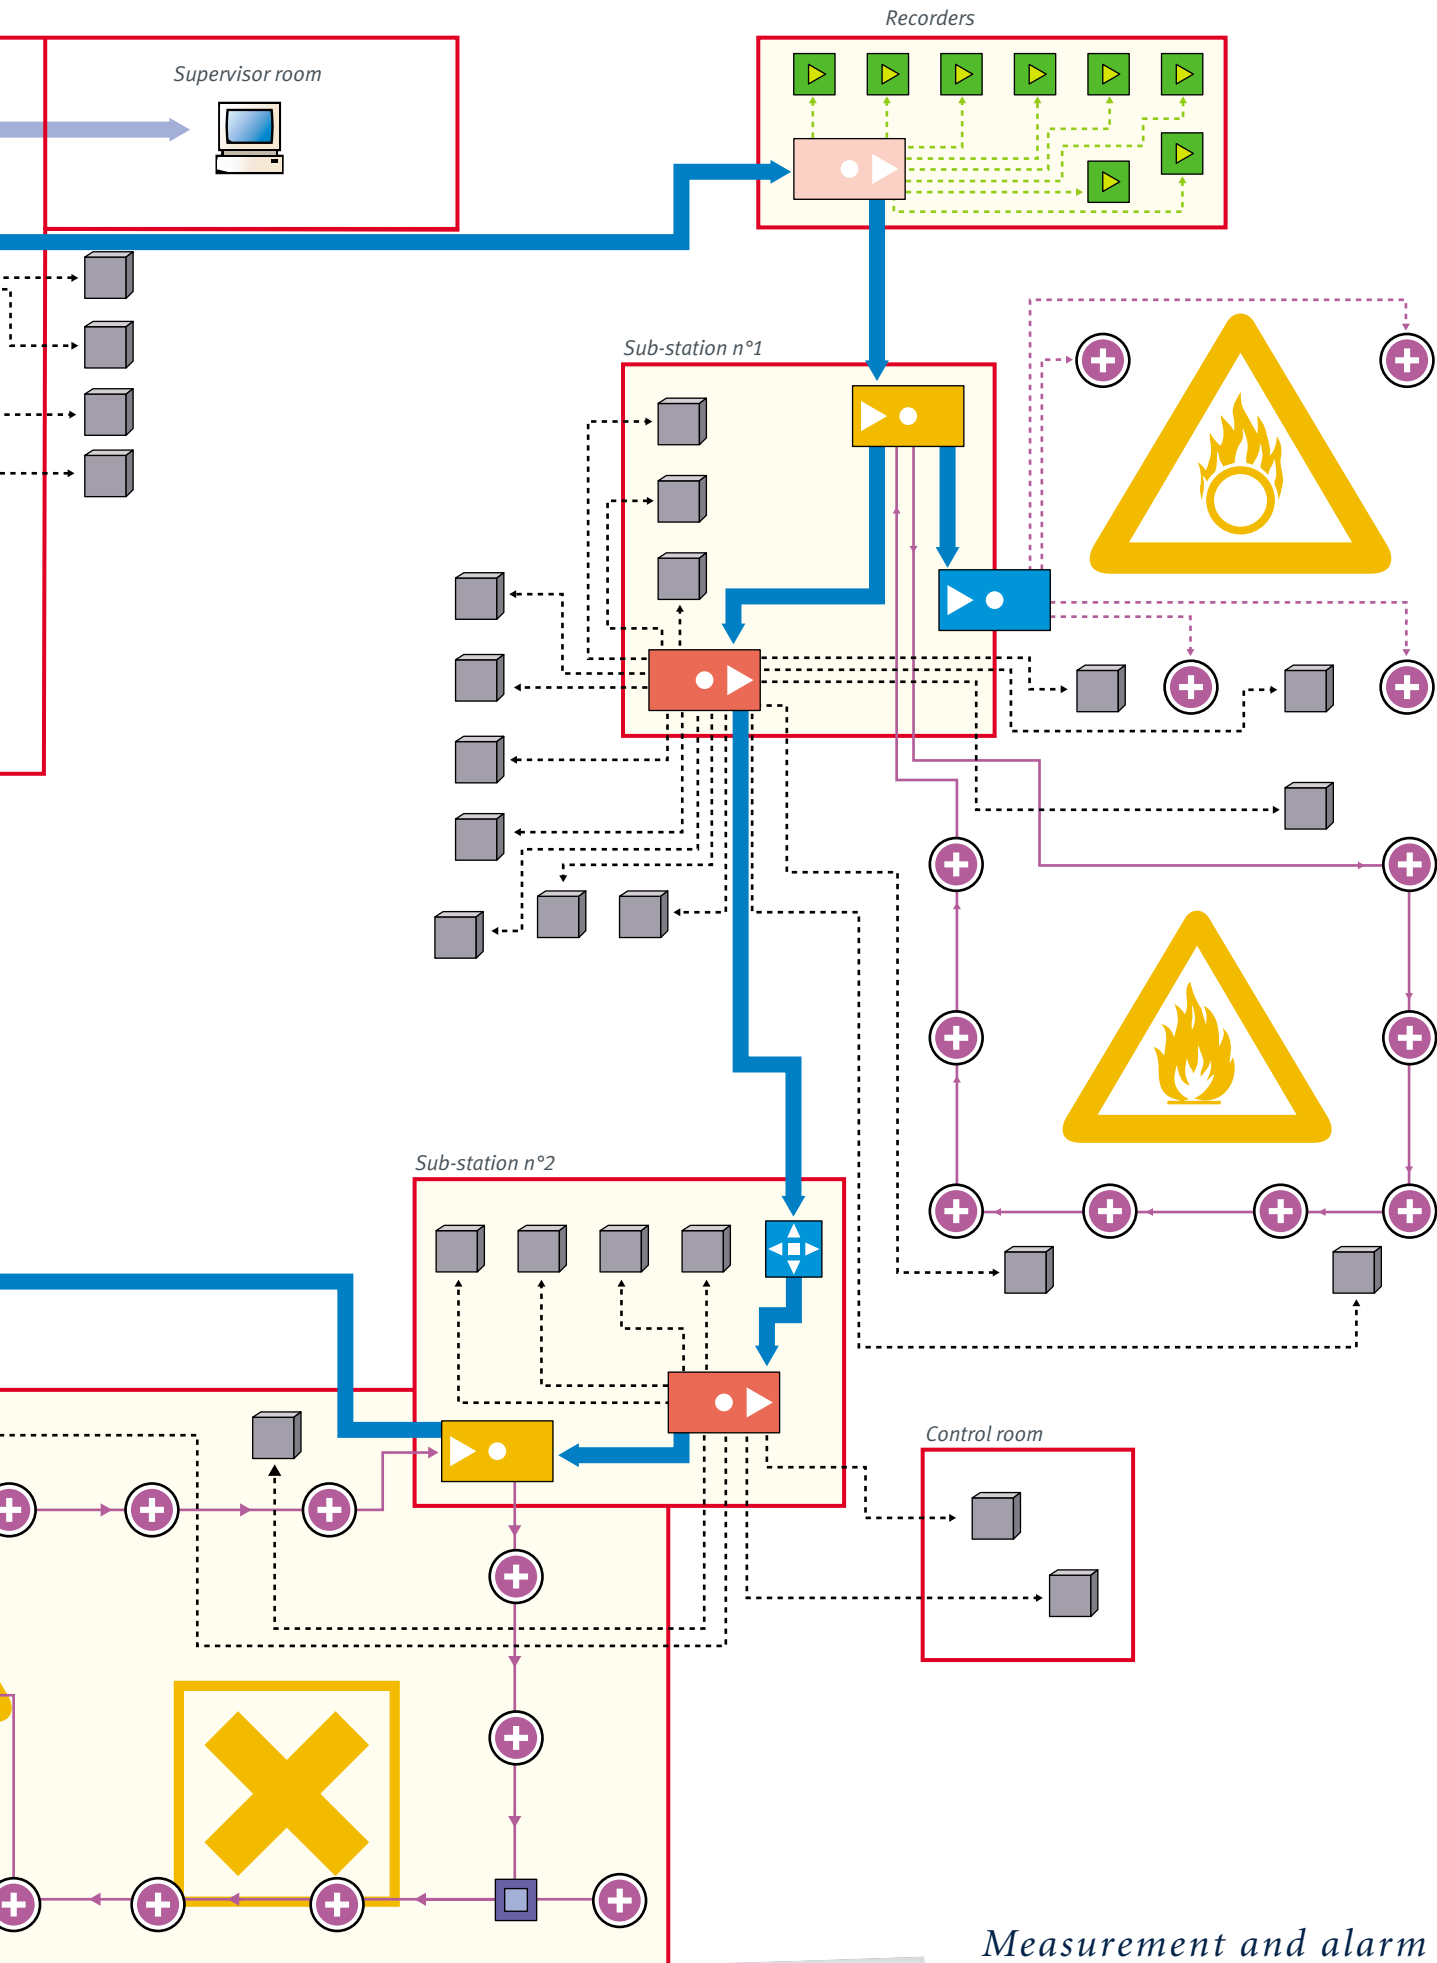 Recorders
Supervisor room
Sub-station n°1
Sub-station n°2
Control room
Measurement and alarm